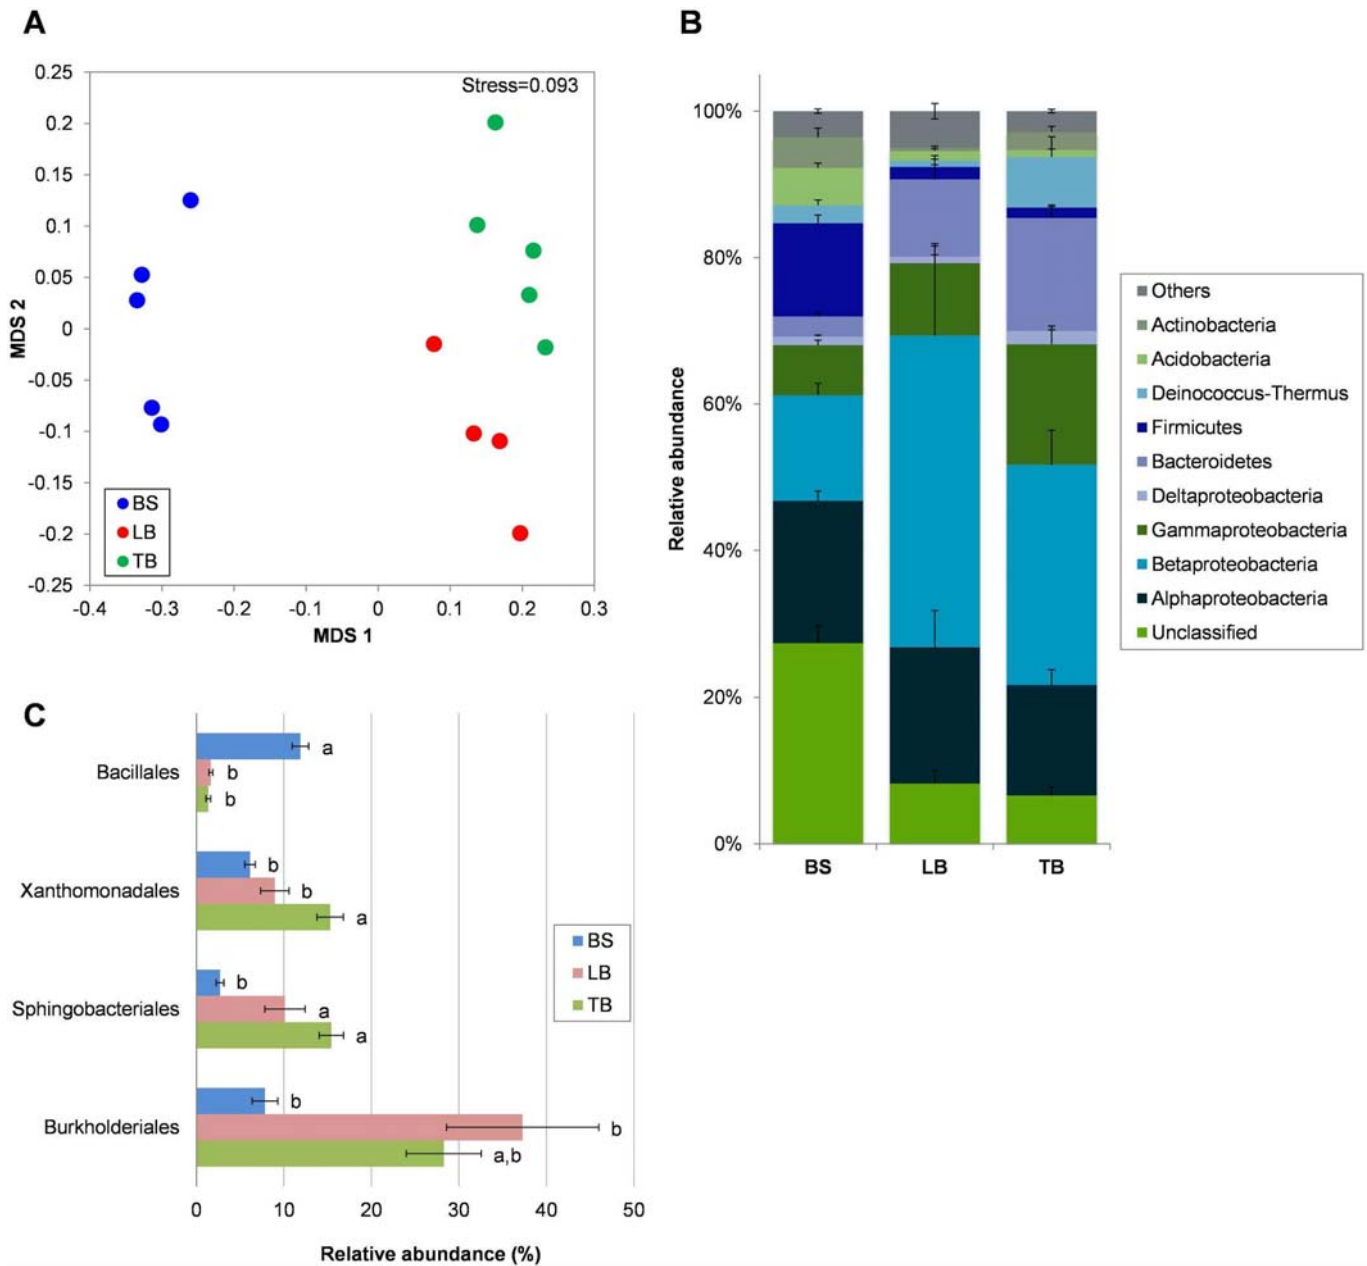 A
Stress=0.093
0.25
0.2
0.15
0.1
0.05
0
-0.05
-0.1
-0.15
-0.2
-0.25
MDS 2
-0.4 -0.3 -0.2 -0.1 0 0.1 0.2 0.3
MDS 1
BS
LB
TB
B
100%
80%
60%
40%
20%
0%
Relative abundance
BS LB TB
Others
Actinobacteria
Acidobacteria
Deinococcus-Thermus
Firmicutes
Bacteroidetes
Deltaproteobacteria
Gammaproteobacteria
Betaproteobacteria
Alphaproteobacteria
Unclassified
C
a
Bacillales b
b
b
Xanthomonadales b
a
b
Sphingobacteriales a
a
b
Burkholderiales b
a,b
BS
LB
TB
0 10 20 30 40 50
Relative abundance (%)